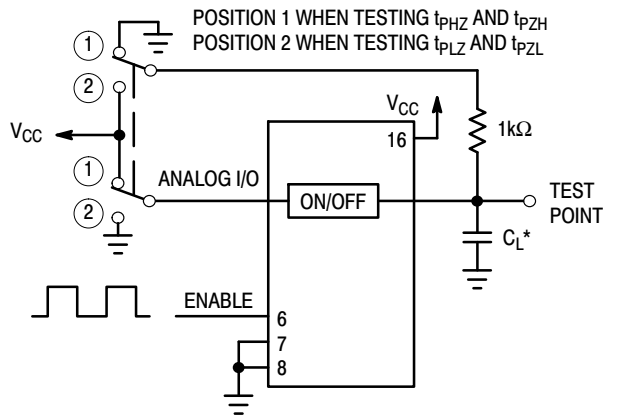 POSITION 1 WHEN TESTING tPHZ AND tPZH
POSITION 2 WHEN TESTING tPLZ AND tPZL
1
2
VCC
VCC
16
1kΩ
1
ANALOG I/O
ON/OFF
TEST
POINT
2
CL*
ENABLE
6
7
8